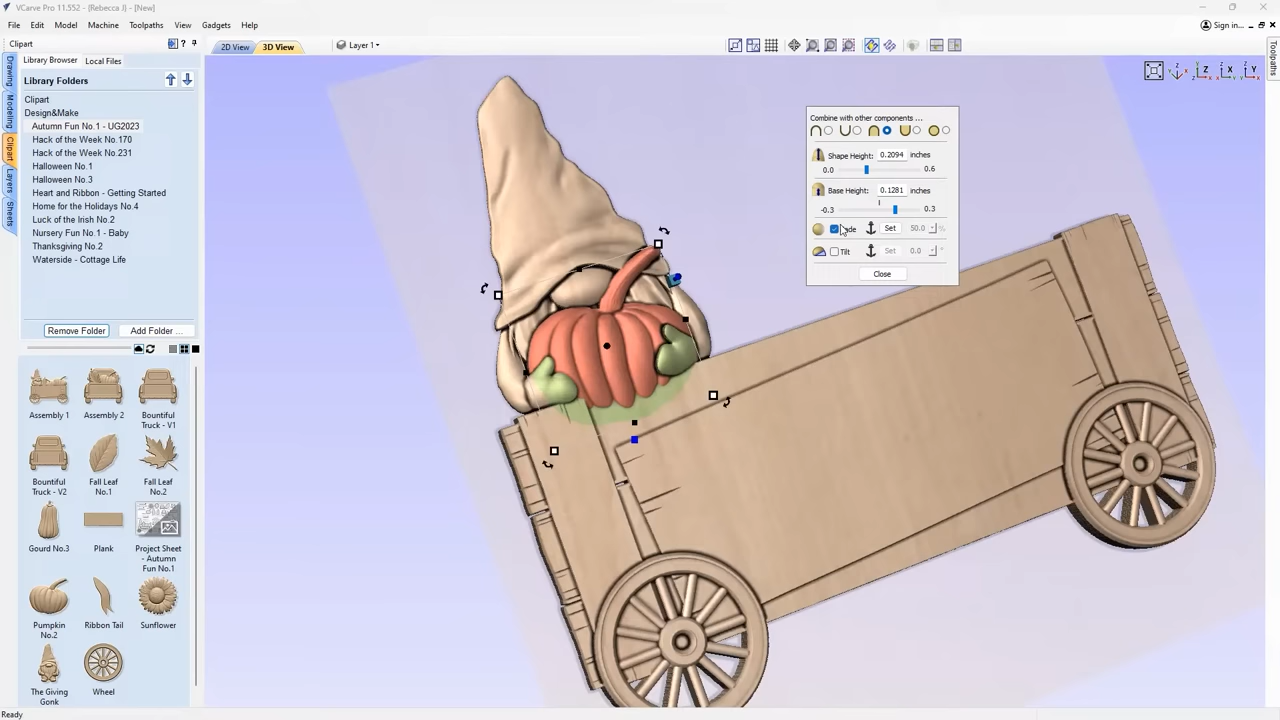 VCarve Pro 11.552 - (Rebecca J) - [New]
File Edit Model Machine Toolpaths View Gadgets Help
Sign in...
Clipart
2D View 3D View Layer 1
Library Browser Local Files
Library Folders
Clipart
Design&Make
Autumn Fun No.1 - UG2023
Hack of the Week No.170
Hack of the Week No.231
Halloween No.1
Halloween No.3
Heart and Ribbon - Getting Started
Home for the Holidays No.4
Luck of the Irish No.2
Nursery Fun - Baby
Thanksgiving No.2
Waterside - Cottage Life
Remove Folder Add Folder ...
Assembly 1 Assembly 2 Bountiful
Truck - V1
Bountiful
Truck - V2
Fall Leaf
No.1
Fall Leaf
No.2
Gourd No.3 Plank Project Sheet
- Autumn
Fun No.1
Pumpkin
No.2
Ribbon Tail Sunflower
The Giving
Gonk
Wheel
Ready
Drawing
Modeling
Clipart
Layers
Sheets
Toolpaths
Z X Y
Combine with other components ...
Shape Height: 0.2094 inches
0.0 0.6
Base Height: 0.1281 inches
-0.3 0.3
Set 50.0 %
Tilt Set 0.0 °
Close